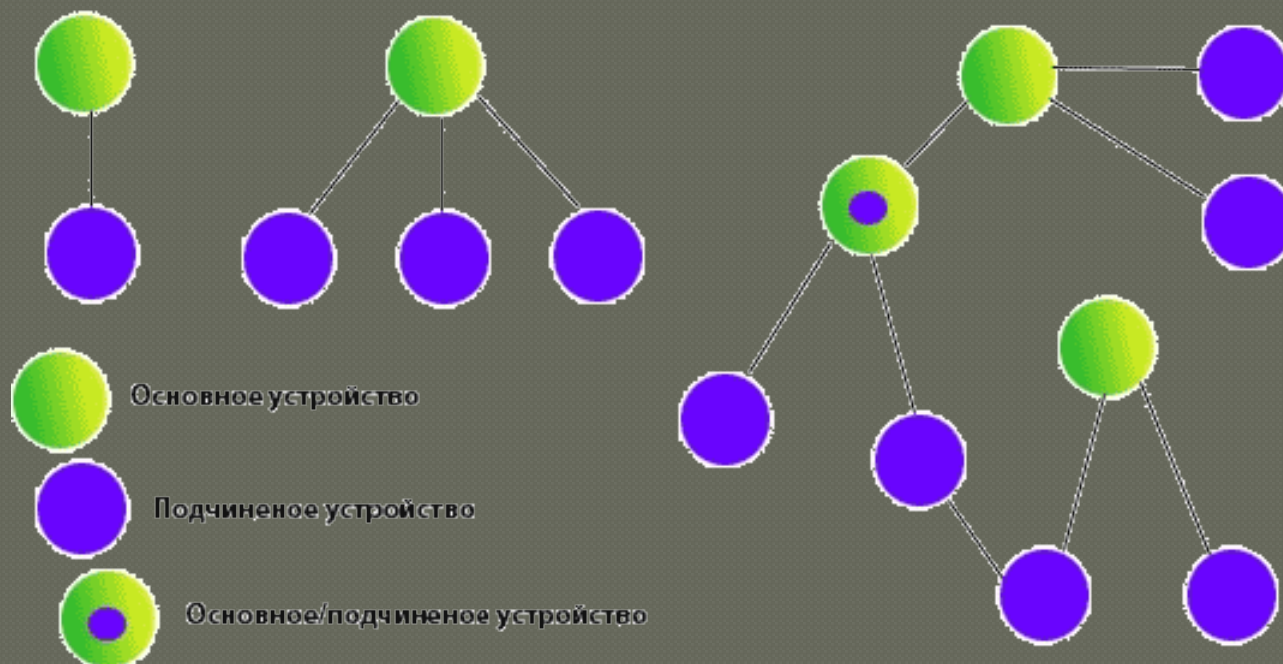 Основное устройство
Подчиненое устройство
Основное/подчиненое устройство